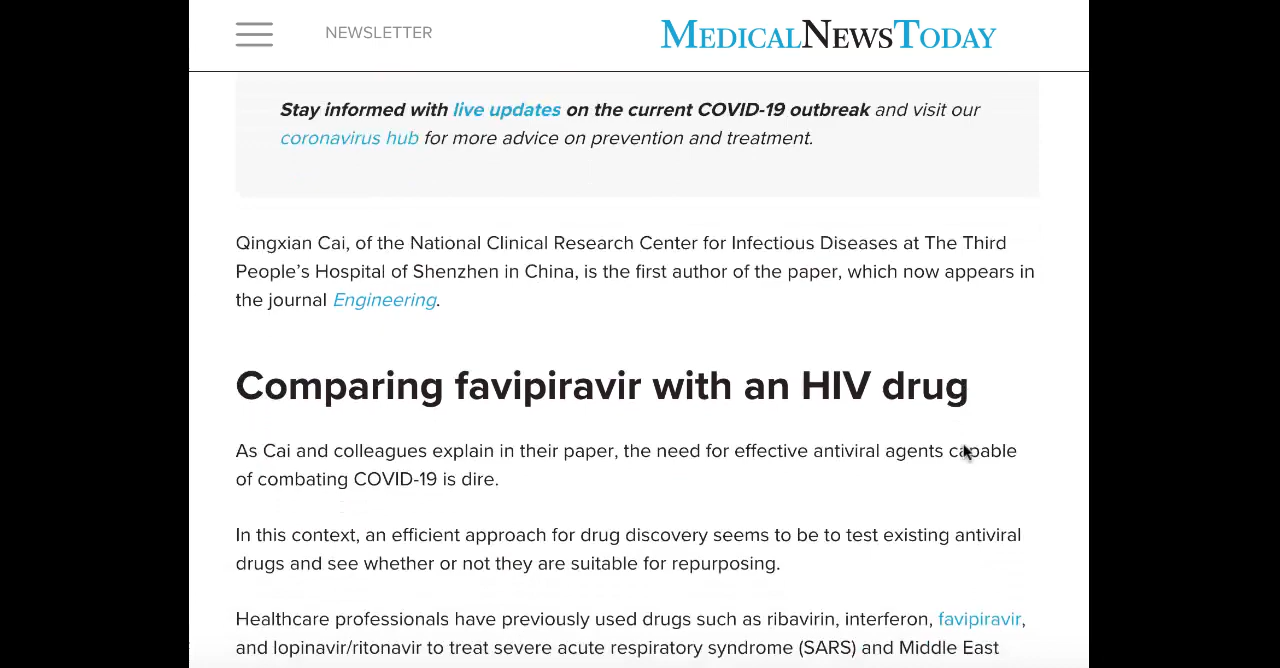 NEWSLETTER
MEDICALNEWSTODAY
Stay informed with live updates on the current COVID-19 outbreak and visit our
coronavirus hub for more advice on prevention and treatment.
Qingxian Cai, of the National Clinical Research Center for Infectious Diseases at The Third
People’s Hospital of Shenzhen in China, is the first author of the paper, which now appears in
the journal Engineering.
Comparing favipiravir with an HIV drug
As Cai and colleagues explain in their paper, the need for effective antiviral agents capable
of combating COVID-19 is dire.
In this context, an efficient approach for drug discovery seems to be to test existing antiviral
drugs and see whether or not they are suitable for repurposing.
Healthcare professionals have previously used drugs such as ribavirin, interferon, favipiravir,
and lopinavir/ritonavir to treat severe acute respiratory syndrome (SARS) and Middle East